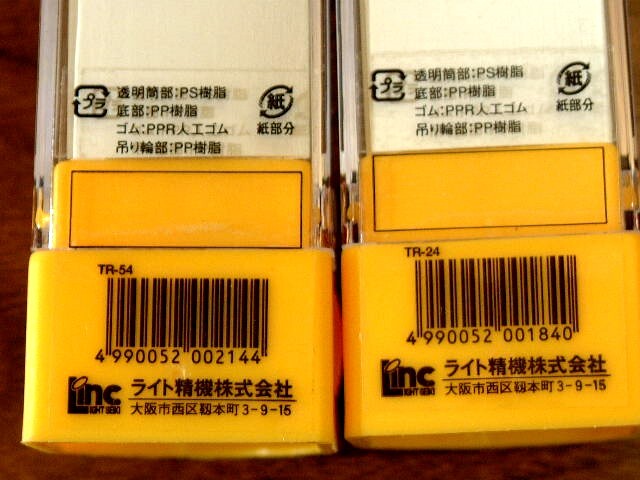 プラ
透明筒部:PS樹脂
底部:PP樹脂
ゴム:PPR人工ゴム
吊り輪部:PP樹脂
紙
紙部分
TR-54
4 990052 002144
Linc
LIGHT SEIKI
ライト精機株式会社
大阪市西区靱本町3-9-15
プラ
透明筒部:PS樹脂
底部:PP樹脂
ゴム:PPR人工ゴム
吊り輪部:PP樹脂
紙
紙部分
TR-24
4 990052 001840
Linc
LIGHT SEIKI
ライト精機株式会社
大阪市西区靱本町3-9-15